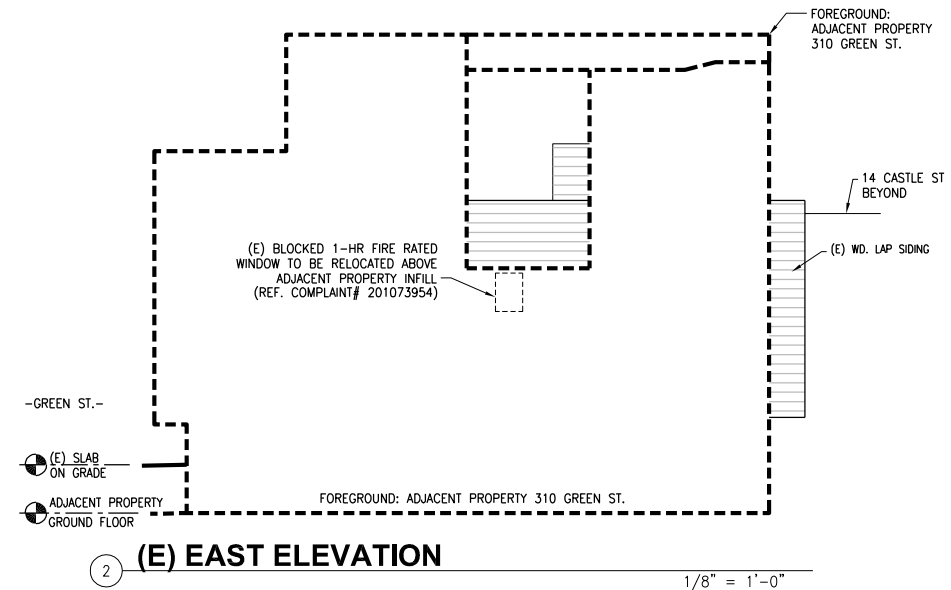 FOREGROUND:
ADJACENT PROPERTY
310 GREEN ST.
14 CASTLE ST
BEYOND
(E) WD. LAP SIDING
(E) BLOCKED 1-HR FIRE RATED
WINDOW TO BE RELOCATED ABOVE
ADJACENT PROPERTY INFILL
(REF. COMPLAINT# 201073954)
-GREEN ST.-
(E) SLAB
ON GRADE
ADJACENT PROPERTY
GROUND FLOOR
FOREGROUND: ADJACENT PROPERTY 310 GREEN ST.
2
(E) EAST ELEVATION
1/8" = 1'-0"